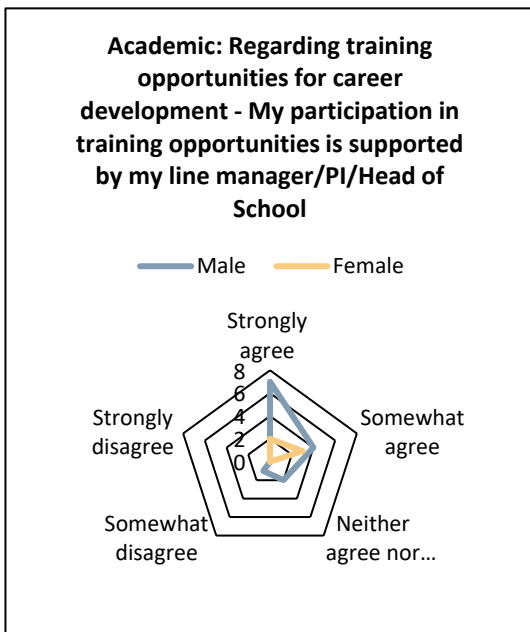 Academic: Regarding training
opportunities for career
development - My participation in
training opportunities is supported
by my line manager/PI/Head of
School
Male Female
Strongly
agree
8
6
4
2
0
Somewhat
agree
Neither
agree nor…
Somewhat
disagree
Strongly
disagree